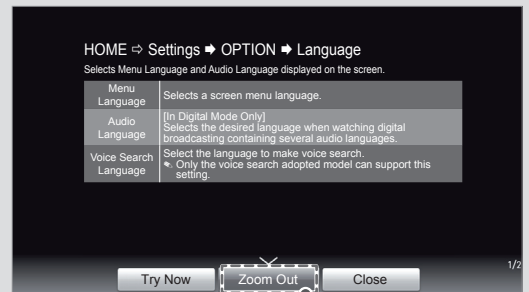 HOME ⇨ Settings ➡ OPTION ➡ Language
Selects Menu Language and Audio Language displayed on the screen.
Menu
Language
Selects a screen menu language.
Audio
Language
[In Digital Mode Only]
Selects the desired language when watching digital
broadcasting containing several audio languages.
Voice Search
Language
Select the language to make voice search.
Only the voice search adopted model can support this
setting.
1/2
Try Now
Zoom Out
Close